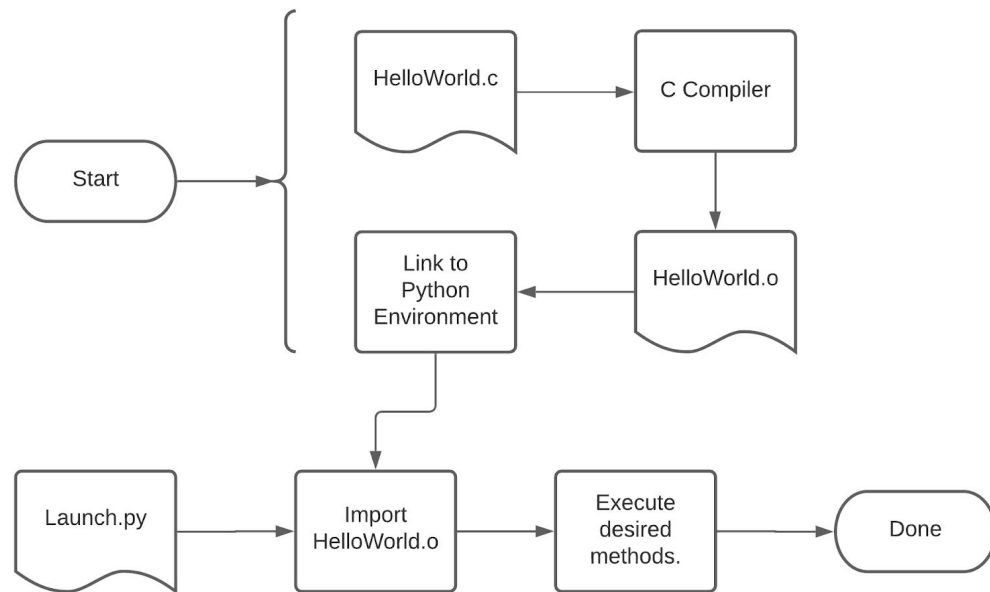 HelloWorld.c
C Compiler
Start
Link to
Python
Environment
HelloWorld.o
Launch.py
Import
HelloWorld.o
Execute
desired
methods.
Done